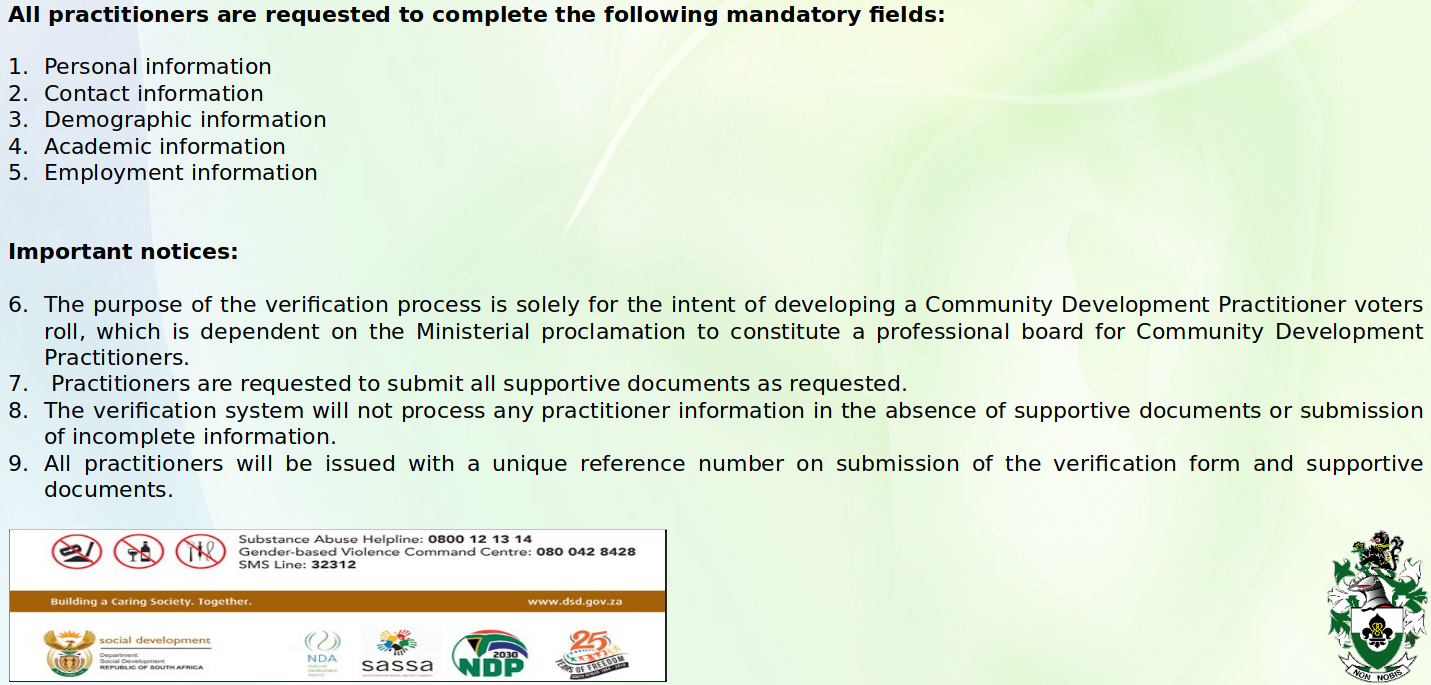 All practitioners are requested to complete the following mandatory fields:
1. Personal information
2. Contact information
3. Demographic information
4. Academic information
5. Employment information
Important notices:
6. The purpose of the verification process is solely for the intent of developing a Community Development Practitioner voters
roll, which is dependent on the Ministerial proclamation to constitute a professional board for Community Development
Practitioners.
7. Practitioners are requested to submit all supportive documents as requested.
8. The verification system will not process any practitioner information in the absence of supportive documents or submission
of incomplete information.
9. All practitioners will be issued with a unique reference number on submission of the verification form and supportive
documents.
Substance Abuse Helpline: 0800 12 13 14
Gender-based Violence Command Centre: 080 042 8428
SMS Line: 32312
Building a Caring Society. Together. www.dsd.gov.za
social development
Department:
Social Development
REPUBLIC OF SOUTH AFRICA
NDA
National
Development
Agency
sassa
2030
NDP
25
YEARS OF FREEDOM
NON NOBIS